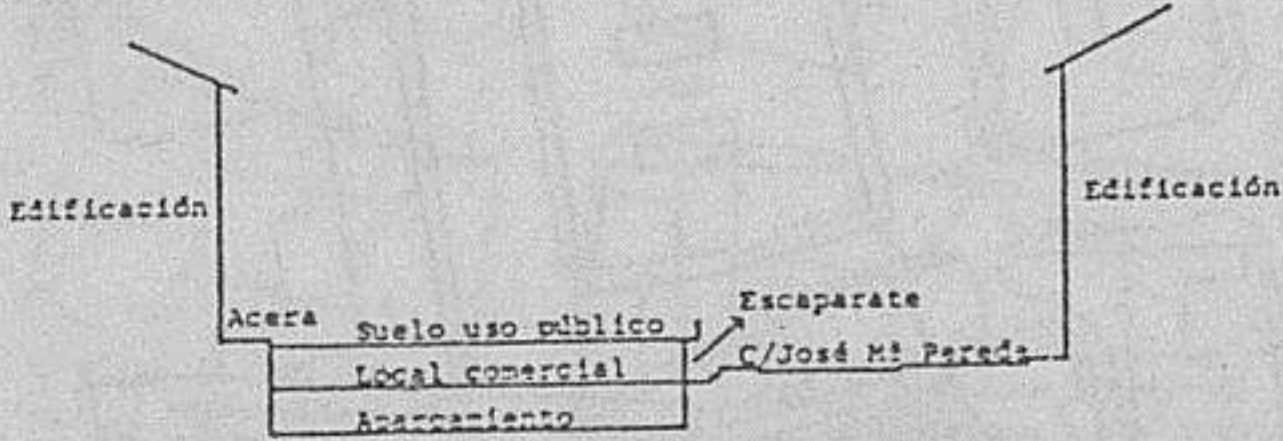 Edificación
Edificación
Acera
Suelo uso público
Escaparate
Local comercial
C/José Mª Pereda
Aparcamiento